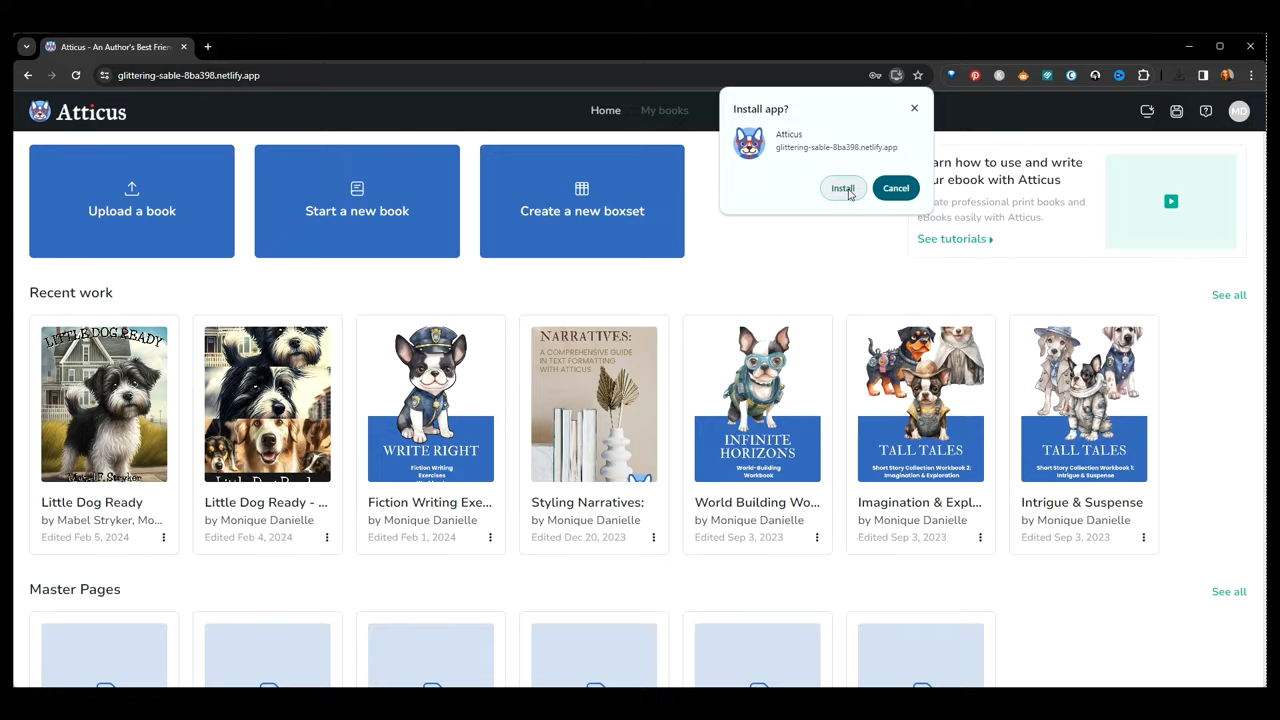 Atticus - An Author's Best Frien
glittering-sable-8ba398.netlify.app
Atticus
Home
My books
MD
Install app?
Atticus
glittering-sable-8ba398.netlify.app
Install
Cancel
Upload a book
Start a new book
Create a new boxset
arn how to use and write
ur ebook with Atticus
ate professional print books and
eBooks easily with Atticus.
See tutorials
Recent work
See all
LITTLE DOG READY
Mabel F. Stryker
Little Dog Ready
by Mabel Stryker, Mo...
Edited Feb 5, 2024
Little Dog Ready - ...
by Monique Danielle
Edited Feb 4, 2024
WRITE RIGHT
Fiction Writing
Exercises
Fiction Writing Exe...
by Monique Danielle
Edited Feb 1, 2024
NARRATIVES:
A COMPREHENSIVE GUIDE
IN TEXT FORMATTING
WITH ATTICUS
Styling Narratives:
by Monique Danielle
Edited Dec 20, 2023
INFINITE
HORIZONS
World-Building
Workbook
World Building Wo...
by Monique Danielle
Edited Sep 3, 2023
TALL TALES
Short Story Collection Workbook 2:
Imagination & Exploration
Imagination & Expl...
by Monique Danielle
Edited Sep 3, 2023
TALL TALES
Short Story Collection Workbook 1:
Intrigue & Suspense
Intrigue & Suspense
by Monique Danielle
Edited Sep 3, 2023
Master Pages
See all